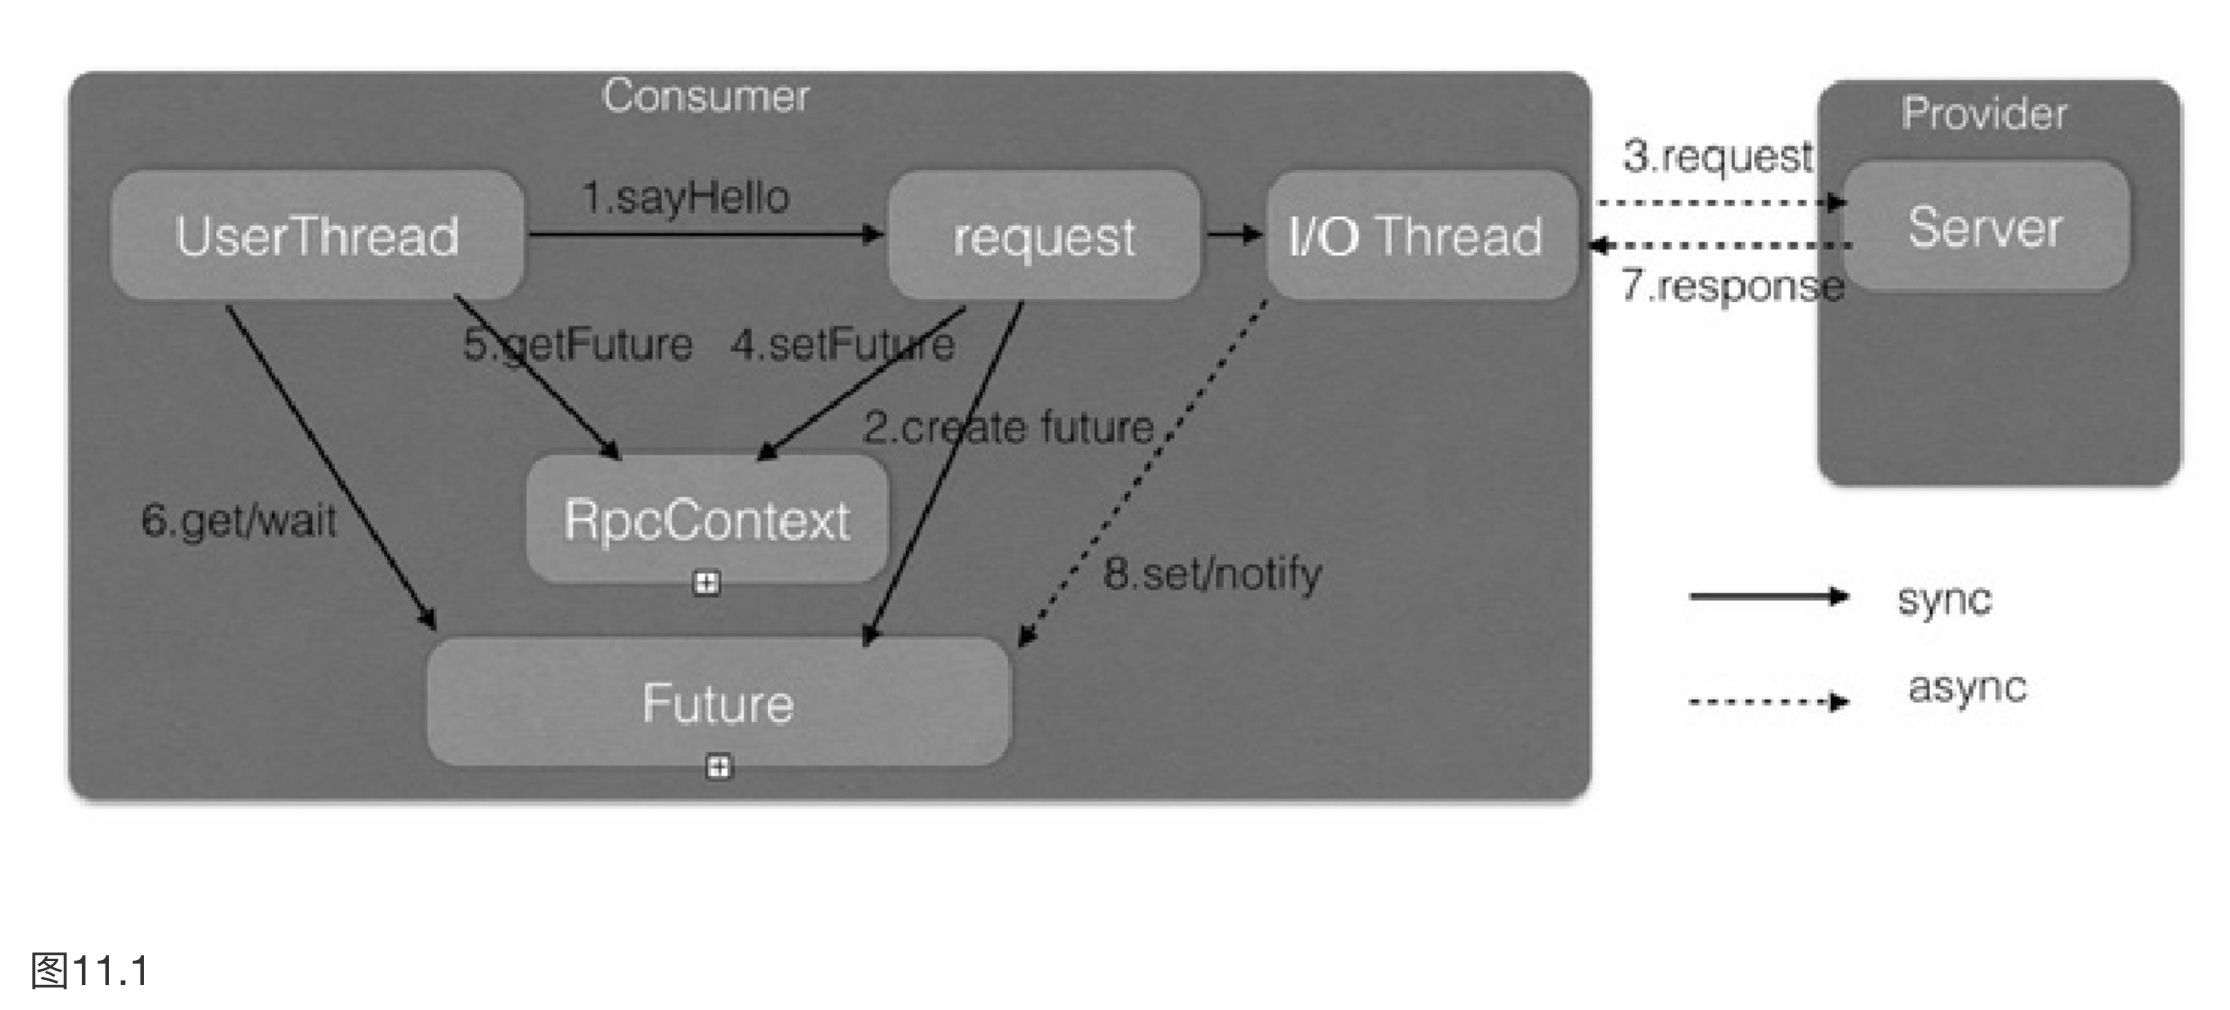 Consumer
Provider
3.request
1.sayHello
UserThread
request
I/O Thread
Server
7.response
5.getFuture
4.setFuture
2.create future
6.get/wait
RpcContext
8.set/notify
sync
Future
async
图11.1